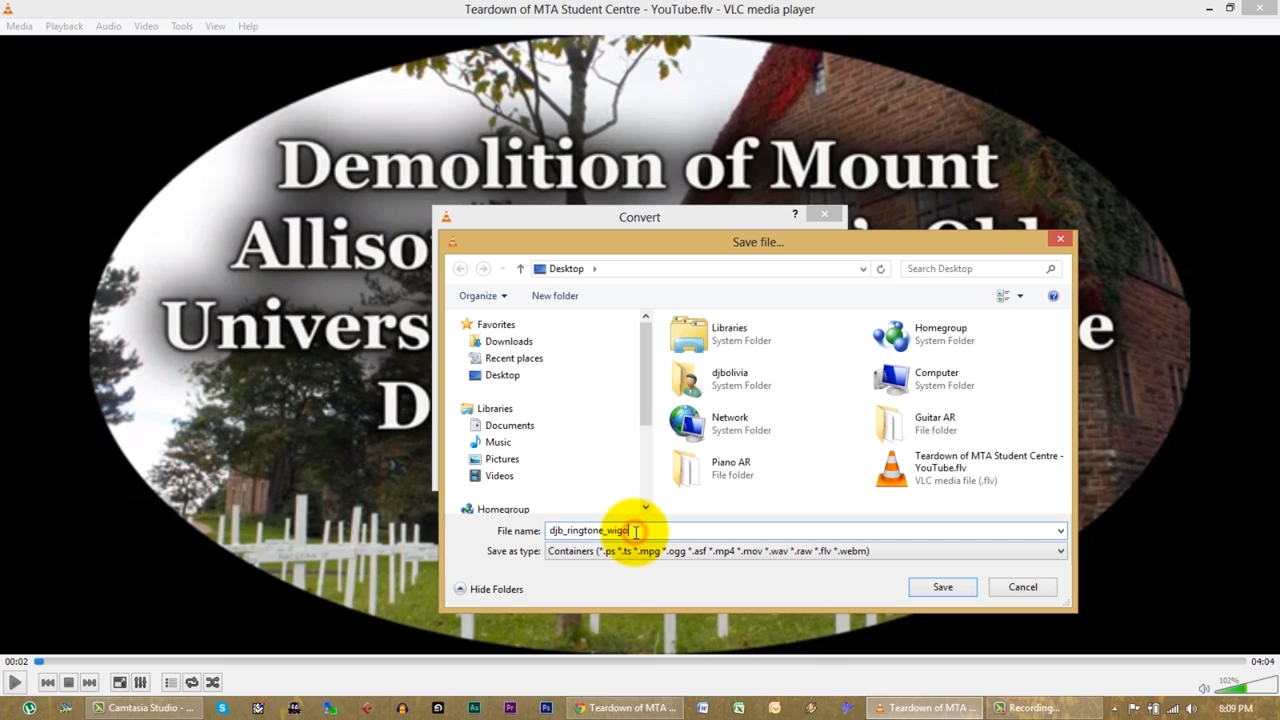 Teardown of MTA Student Centre - YouTube.flv - VLC media player
Media Playback Audio Video Tools View Help
Demolition of Mount
Convert
?
Save file...
Desktop
Search Desktop
Organize
New folder
Favorites
Downloads
Recent places
Desktop
Libraries
Documents
Music
Pictures
Videos
Homegroup
Libraries
System Folder
Homegroup
System Folder
djbolivia
System Folder
Computer
System Folder
Network
System Folder
Guitar AR
File folder
Piano AR
File folder
Teardown of MTA Student Centre -
YouTube.flv
VLC media file (.flv)
File name: djb_ringtone_wigo
Save as type: Containers (*.ps *.ts *.mpg *.ogg *.asf *.mp4 *.mov *.wav *.raw *.flv *.webm)
Hide Folders
Save
Cancel
00:02
04:04
102%
Camtasia Studio - ...
Teardown of MTA ...
Teardown of MTA ...
Recording...
8:09 PM